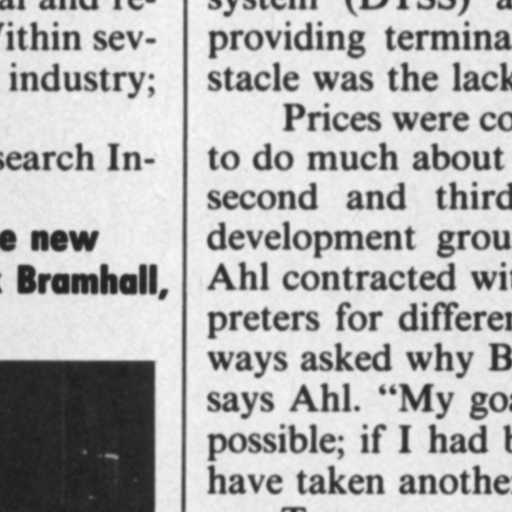 al and re-
Within sev-
industry;
search In-
e new
Bramhall,
system (DTSS) a
providing termina
stacle was the lack
Prices were co
to do much about
second and third
development grou
Ahl contracted wit
preters for differen
ways asked why B
says Ahl. “My goa
possible; if I had b
have taken another